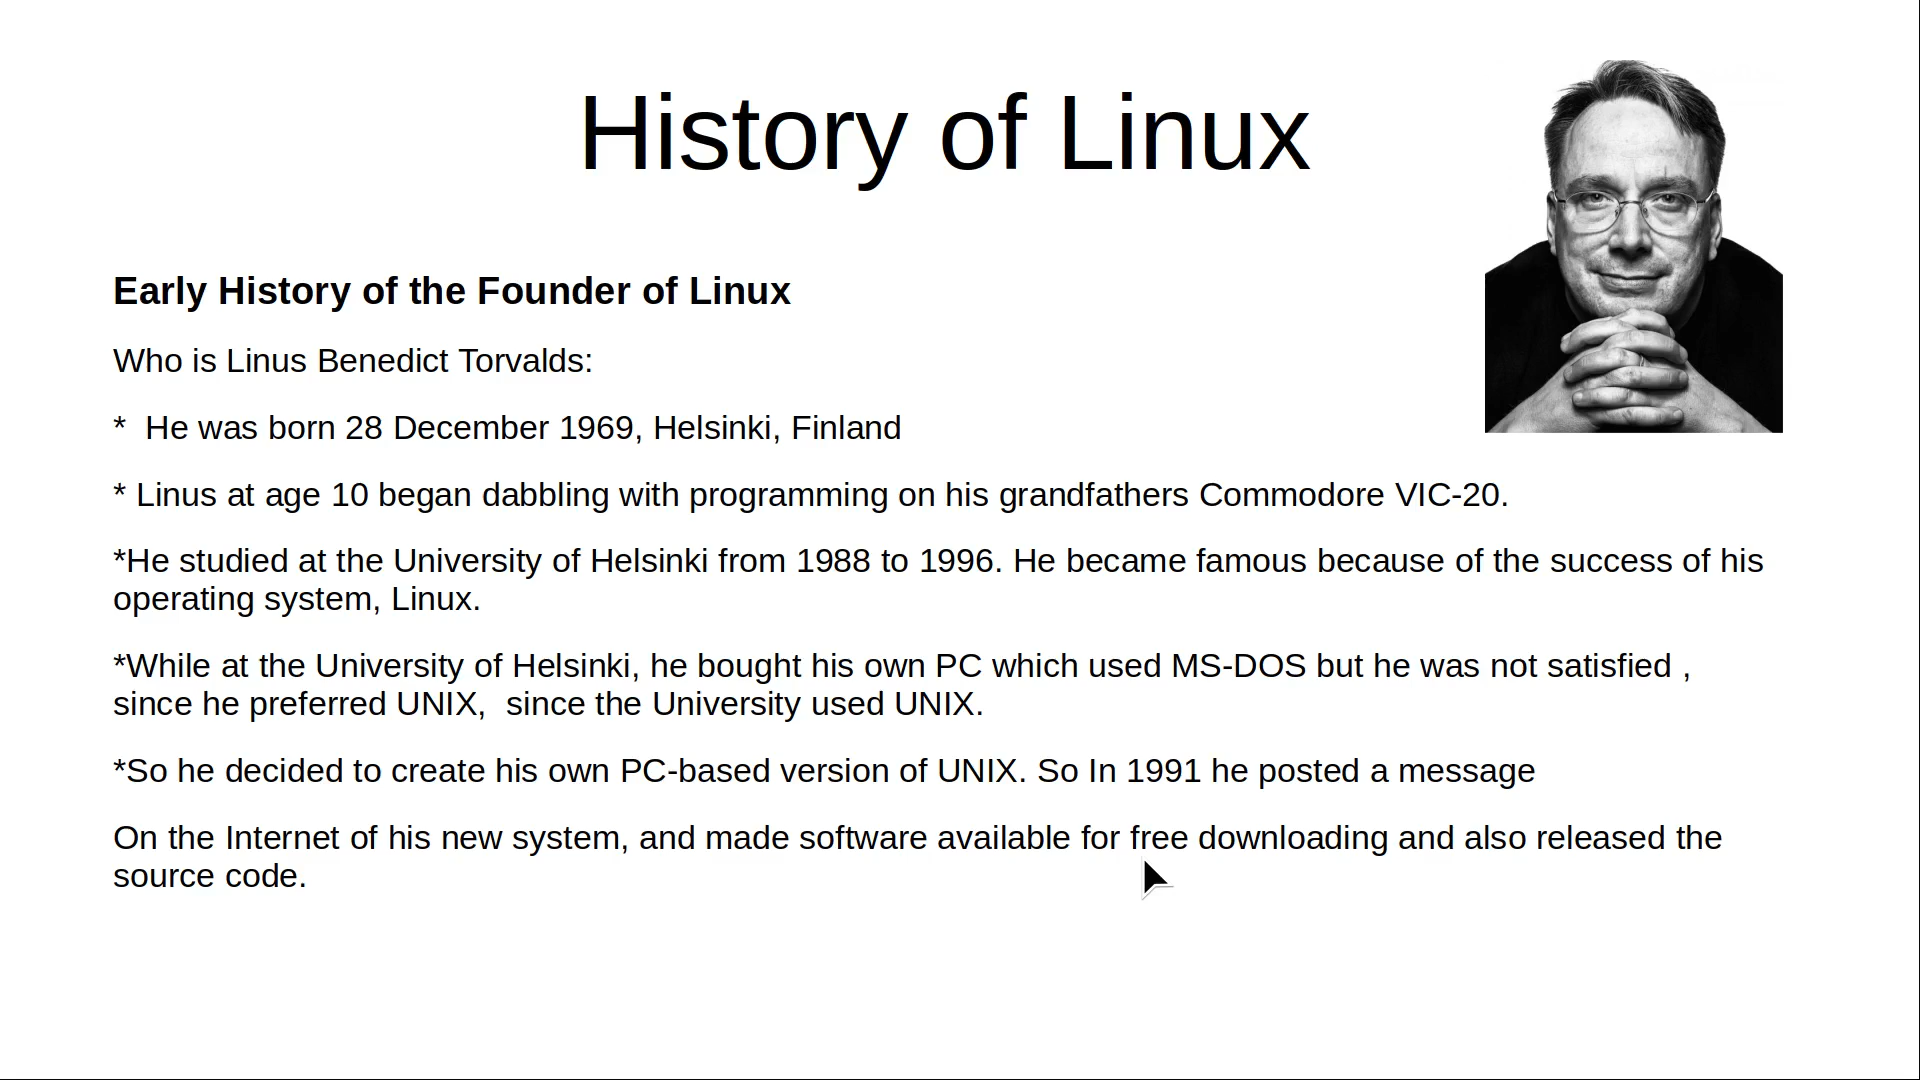 History of Linux
Early History of the Founder of Linux
Who is Linus Benedict Torvalds:
*  He was born 28 December 1969, Helsinki, Finland
* Linus at age 10 began dabbling with programming on his grandfathers Commodore VIC-20.
*He studied at the University of Helsinki from 1988 to 1996. He became famous because of the success of his
operating system, Linux.
*While at the University of Helsinki, he bought his own PC which used MS-DOS but he was not satisfied ,
since he preferred UNIX,  since the University used UNIX.
*So he decided to create his own PC-based version of UNIX. So In 1991 he posted a message
On the Internet of his new system, and made software available for free downloading and also released the
source code.